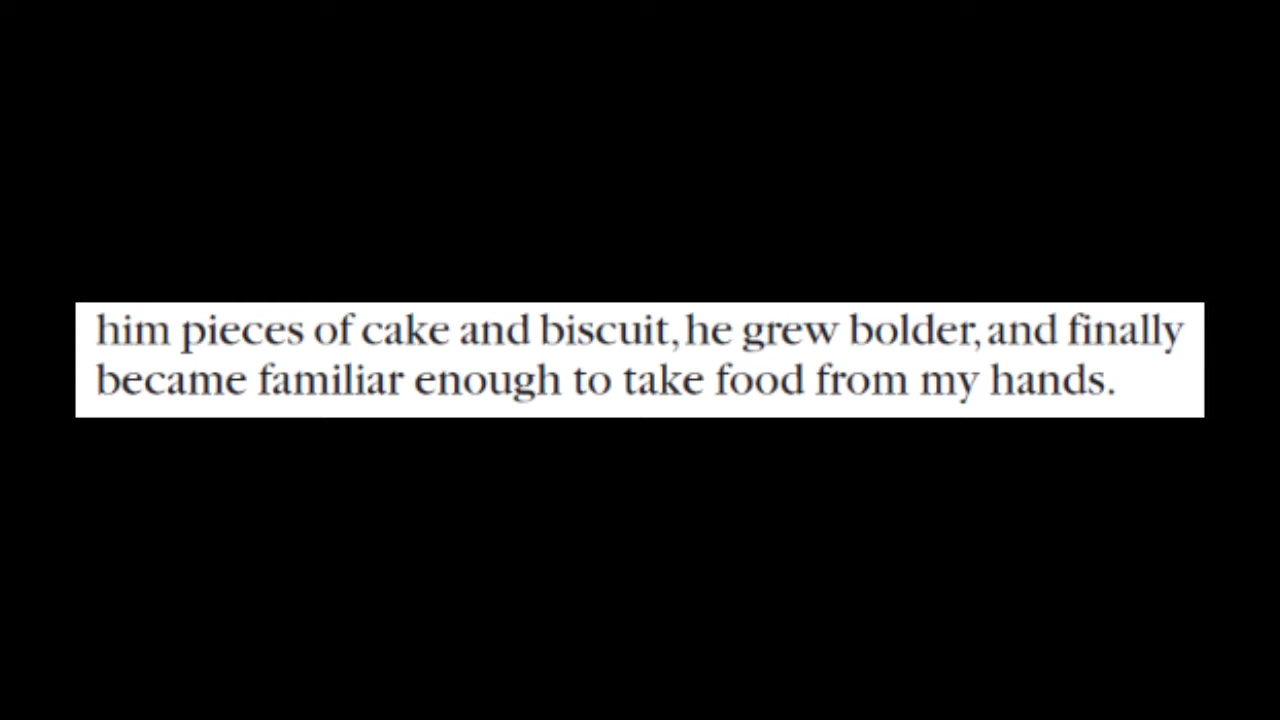 him pieces of cake and biscuit, he grew bolder, and finally
became familiar enough to take food from my hands.